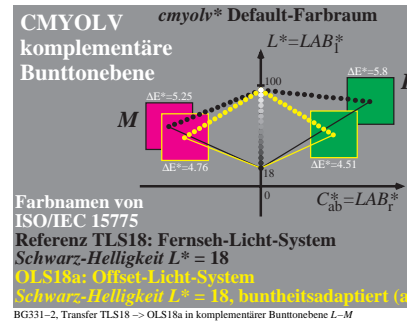 CMYOLV
komplementäre
Bunttonebene
cmyolv* Default-Farbraum
L*=LAB*l
ΔE*=5.25
100
ΔE*=5.8
M
ΔE*=4.76
ΔE*=4.51
18
0
C*ab=LAB*r
Farbnamen von
ISO/IEC 15775
Referenz TLS18: Fernseh-Licht-System
Schwarz-Helligkeit L* = 18
OLS18a: Offset-Licht-System
Schwarz-Helligkeit L* = 18, buntheitsadaptiert (a
BG331-2, Transfer TLS18 -> OLS18a in komplementärer Bunttonebene L-M